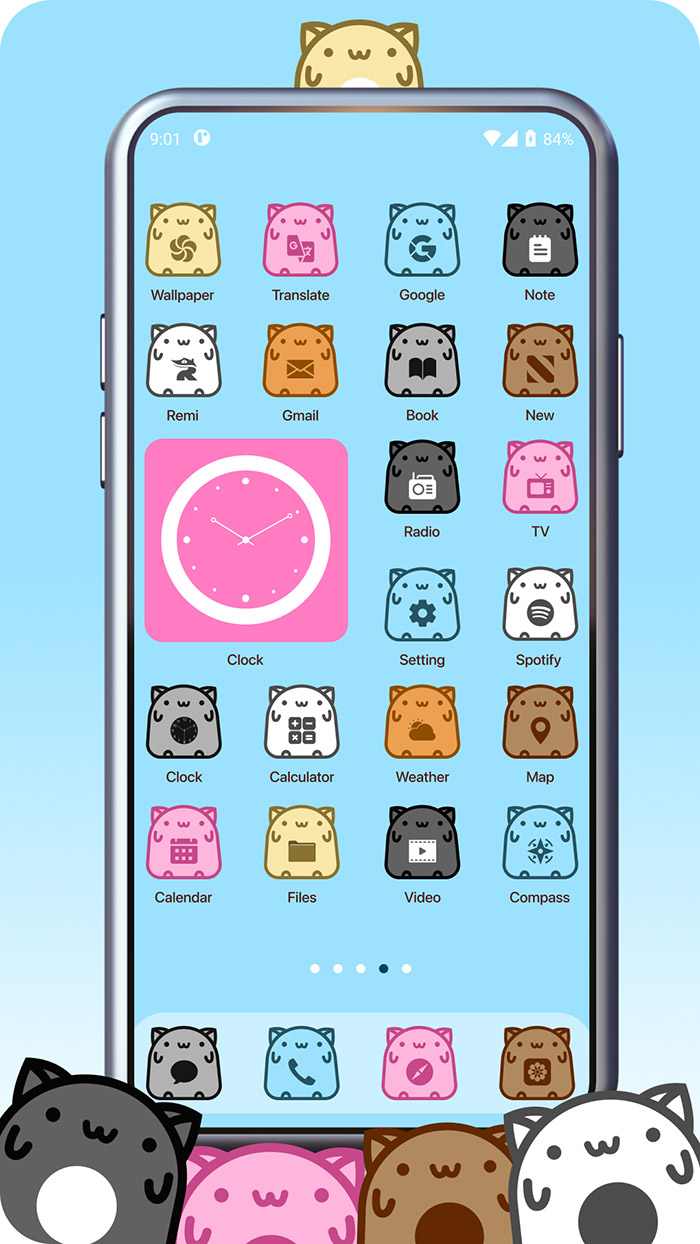 9:01 84%
Wallpaper Translate Google Note
Remi Gmail Book New
Radio TV
Clock Setting Spotify
Clock Calculator Weather Map
Calendar Files Video Compass